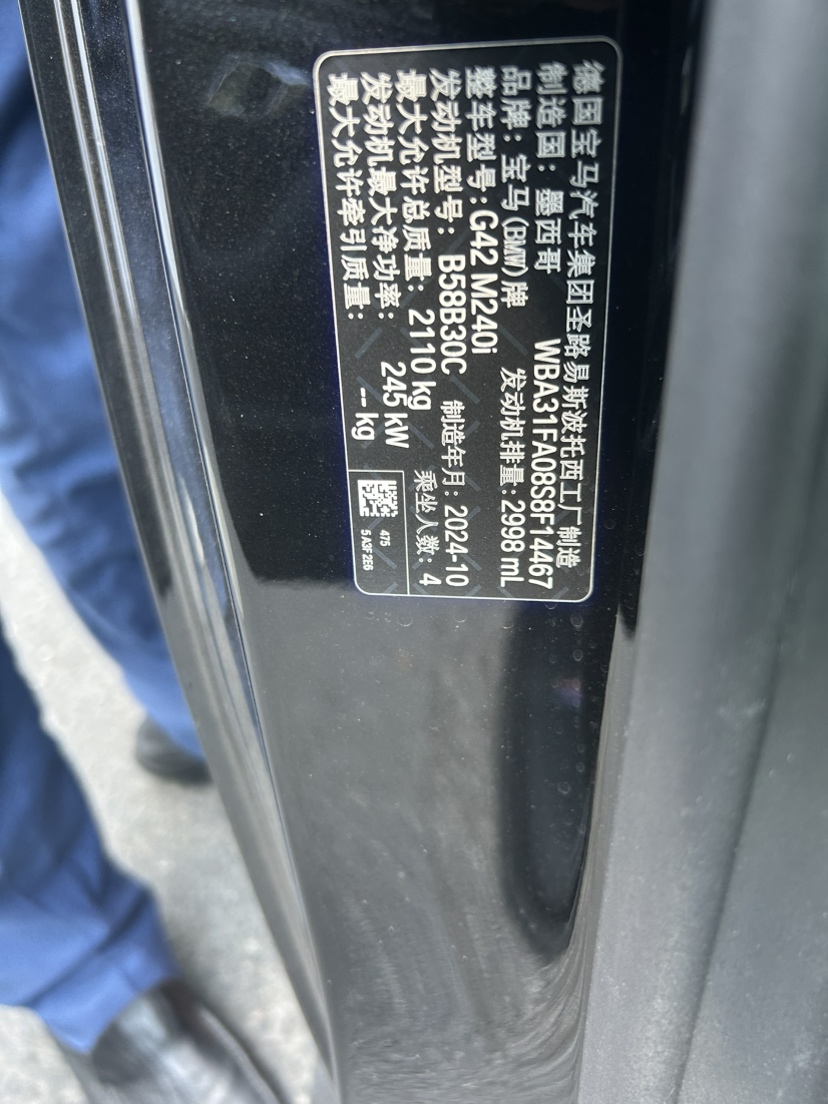 德国宝马汽车集团圣路易斯波托西工厂制造
制造国：墨西哥 WBA31FA08S8F14467
品牌：宝马(BMW)牌 发动机排量：2998 mL
整车型号：G42 M240i
发动机型号：B58B30C 制造年月：2024-10
最大允许总质量：2110 kg 乘坐人数：4
发动机最大净功率：245 kW
最大允许牵引质量：-- kg
475
5A3F2E6